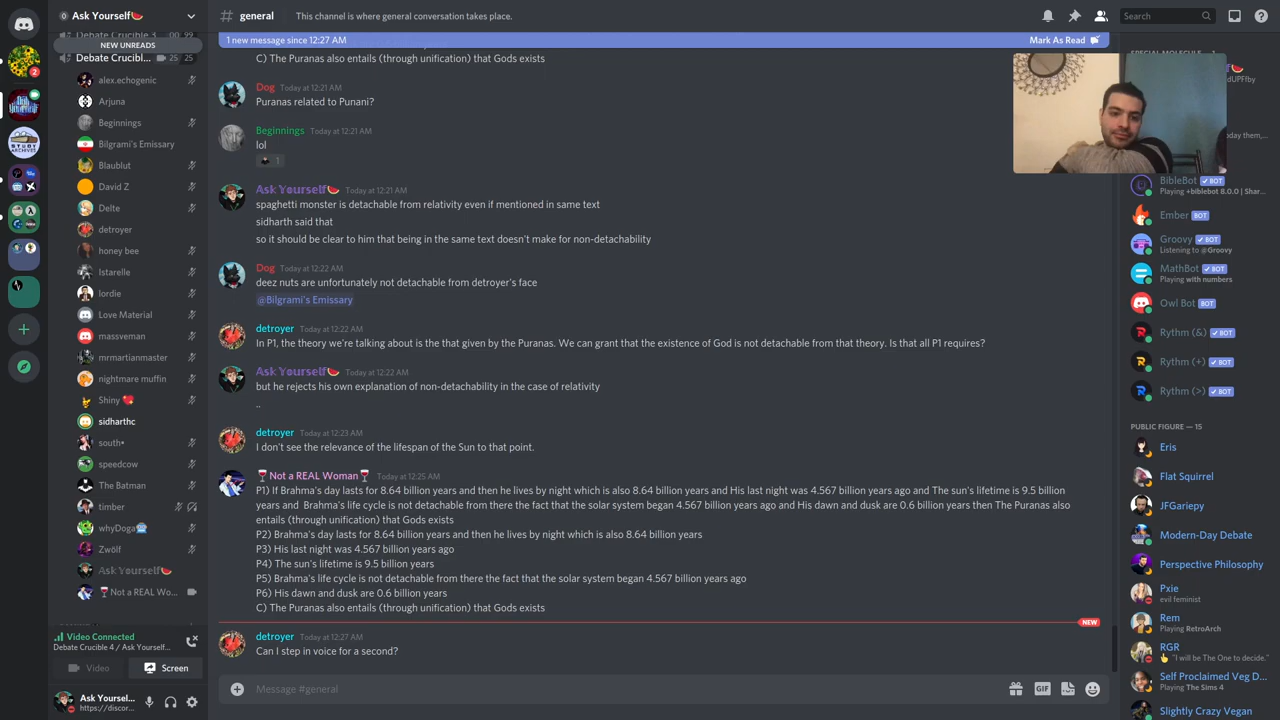 Ask Yourself🍉
# general
This channel is where general conversation takes place.
Search
NEW UNREADS
Debate Crucible 3
00 99
Debate Crucibl...
25 25
alex.echogenic
Arjuna
Beginnings
Bilgrami's Emissary
Blaublut
David Z
Delte
detroyer
honey bee
Istarelle
lordie
Love Material
massveman
mrmartianmaster
nightmare muffin
Shiny 💖
sidharthc
south•
speedcow
The Batman
timber
whyDoga
Zwölf
Ask Yourself🍉
🍷Not a REAL Wo...
Video Connected
Debate Crucible 4 / Ask Yourself...
Video
Screen
Ask Yoursel...
https://discor...
1 new message since 12:27 AM
Mark As Read
C) The Puranas also entails (through unification) that Gods exists
Dog Today at 12:21 AM
Puranas related to Punani?
Beginnings Today at 12:21 AM
lol
1
Ask Yourself🍉 Today at 12:21 AM
spaghetti monster is detachable from relativity even if mentioned in same text
sidharth said that
so it should be clear to him that being in the same text doesn't make for non-detachability
Dog Today at 12:22 AM
deez nuts are unfortunately not detachable from detroyer's face
@Bilgrami's Emissary
detroyer Today at 12:22 AM
In P1, the theory we're talking about is the that given by the Puranas. We can grant that the existence of God is not detachable from that theory. Is that all P1 requires?
Ask Yourself🍉 Today at 12:22 AM
but he rejects his own explanation of non-detachability in the case of relativity
..
detroyer Today at 12:23 AM
I don't see the relevance of the lifespan of the Sun to that point.
🍷Not a REAL Woman🍷 Today at 12:25 AM
P1) If Brahma's day lasts for 8.64 billion years and then he lives by night which is also 8.64 billion years and His last night was 4.567 billion years ago and The sun's lifetime is 9.5 billion
years and Brahma's life cycle is not detachable from there the fact that the solar system began 4.567 billion years ago and His dawn and dusk are 0.6 billion years then The Puranas also
entails (through unification) that Gods exists
P2) Brahma's day lasts for 8.64 billion years and then he lives by night which is also 8.64 billion years
P3) His last night was 4.567 billion years ago
P4) The sun's lifetime is 9.5 billion years
P5) Brahma's life cycle is not detachable from there the fact that the solar system began 4.567 billion years ago
P6) His dawn and dusk are 0.6 billion years
C) The Puranas also entails (through unification) that Gods exists
NEW
detroyer Today at 12:27 AM
Can I step in voice for a second?
Message #general
GIF
BibleBot BOT
Playing +biblebot 8.0.0 | Shar...
Ember BOT
Groovy BOT
Listening to @Groovy
MathBot BOT
Playing with numbers
Owl Bot BOT
Rythm (&) BOT
Rythm (+) BOT
Rythm (>) BOT
PUBLIC FIGURE — 15
Eris
Flat Squirrel
JFGariepy
Modern-Day Debate
Perspective Philosophy
Pxie
evil feminist
Rem
Playing RetroArch
RGR
👆 "I will be The One to decide."
Self Proclaimed Veg D...
Playing The Sims 4
Slightly Crazy Vegan